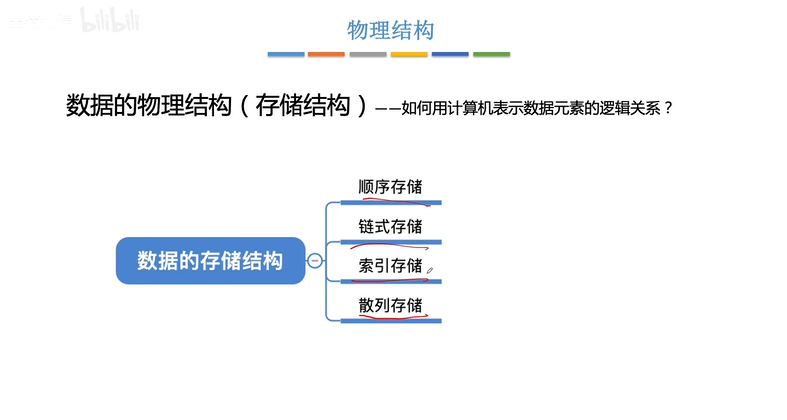 bilibili
物理结构
数据的物理结构（存储结构）——如何用计算机表示数据元素的逻辑关系？
顺序存储
链式存储
数据的存储结构
索引存储
散列存储